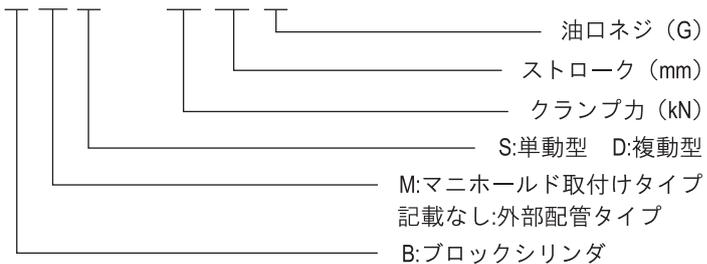 油口ネジ（G）
ストローク（mm）
クランプ力（kN）
S:単動型　D:複動型
M:マニホールド取付けタイプ
記載なし:外部配管タイプ
B:ブロックシリンダ